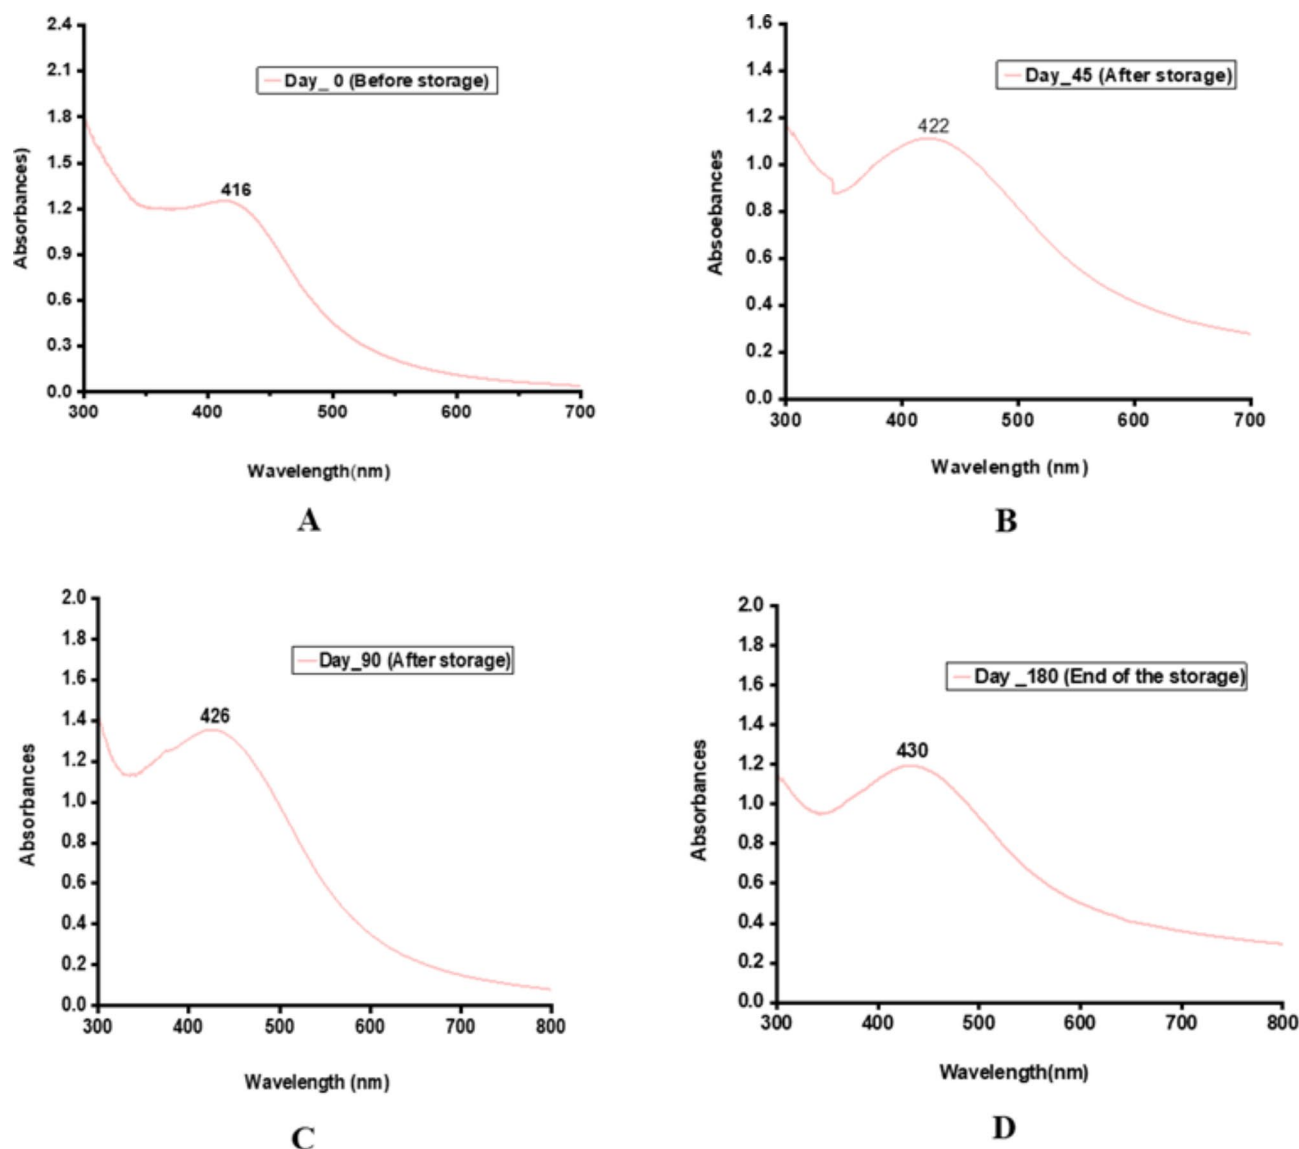 2.4
2.1
1.8
1.5
1.2
0.9
0.6
0.3
0.0
Absorbances)
Day_ 0 (Before storage)
416
300 400 500 600 700
Wavelength(nm)
A
1.6
1.4
1.2
1.0
0.8
0.6
0.4
0.2
0.0
Absoebances
Day_45 (After storage)
422
300 400 500 600 700
Wavelength (nm)
B
2.0
1.8
1.6
1.4
1.2
1.0
0.8
0.6
0.4
0.2
0.0
Absorbances
Day_90 (After storage)
426
300 400 500 600 700 800
Wavelength (nm)
C
2.0
1.8
1.6
1.4
1.2
1.0
0.8
0.6
0.4
0.2
0.0
Absorbances
Day _180 (End of the storage)
430
300 400 500 600 700 800
Wavelength(nm)
D